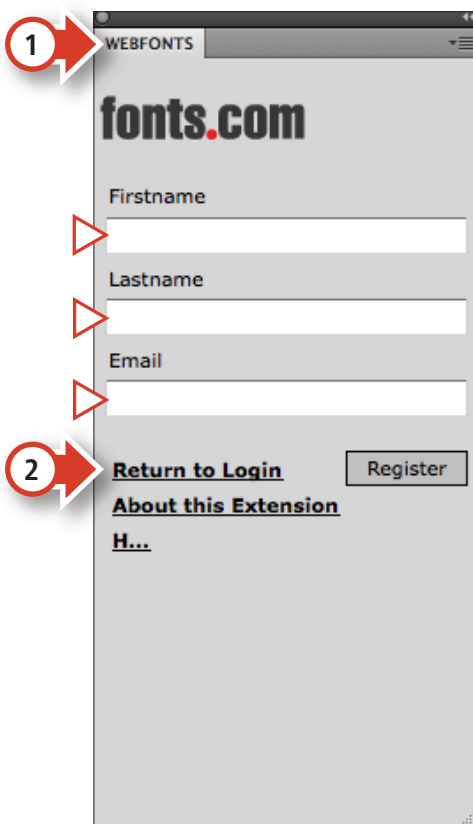 1
WEBFONTS
fonts.com
Firstname
Lastname
Email
2
Return to Login
Register
About this Extension
H...